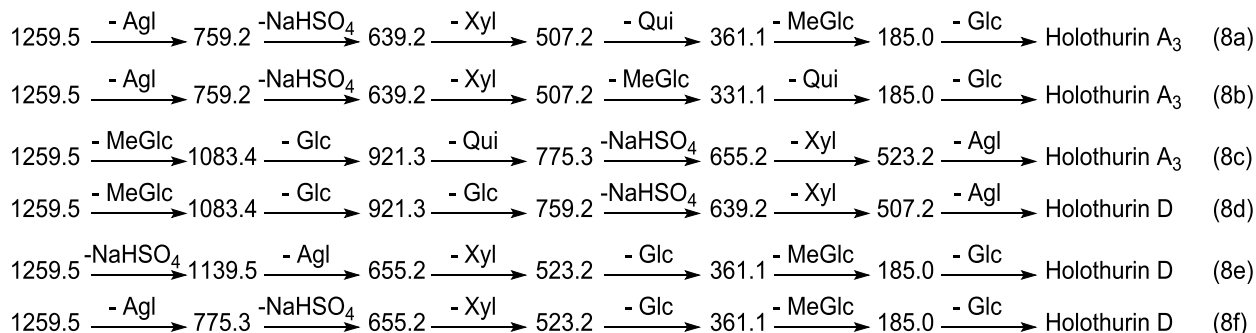 1259.5 - Agl 759.2 -NaHSO4 639.2 - Xyl 507.2 - Qui 361.1 - MeGlc 185.0 - Glc Holothurin A3 (8a)
1259.5 - Agl 759.2 -NaHSO4 639.2 - Xyl 507.2 - MeGlc 331.1 - Qui 185.0 - Glc Holothurin A3 (8b)
1259.5 - MeGlc 1083.4 - Glc 921.3 - Qui 775.3 -NaHSO4 655.2 - Xyl 523.2 - Agl Holothurin A3 (8c)
1259.5 - MeGlc 1083.4 - Glc 921.3 - Glc 759.2 -NaHSO4 639.2 - Xyl 507.2 - Agl Holothurin D (8d)
1259.5 -NaHSO4 1139.5 - Agl 655.2 - Xyl 523.2 - Glc 361.1 - MeGlc 185.0 - Glc Holothurin D (8e)
1259.5 - Agl 775.3 -NaHSO4 655.2 - Xyl 523.2 - Glc 361.1 - MeGlc 185.0 - Glc Holothurin D (8f)